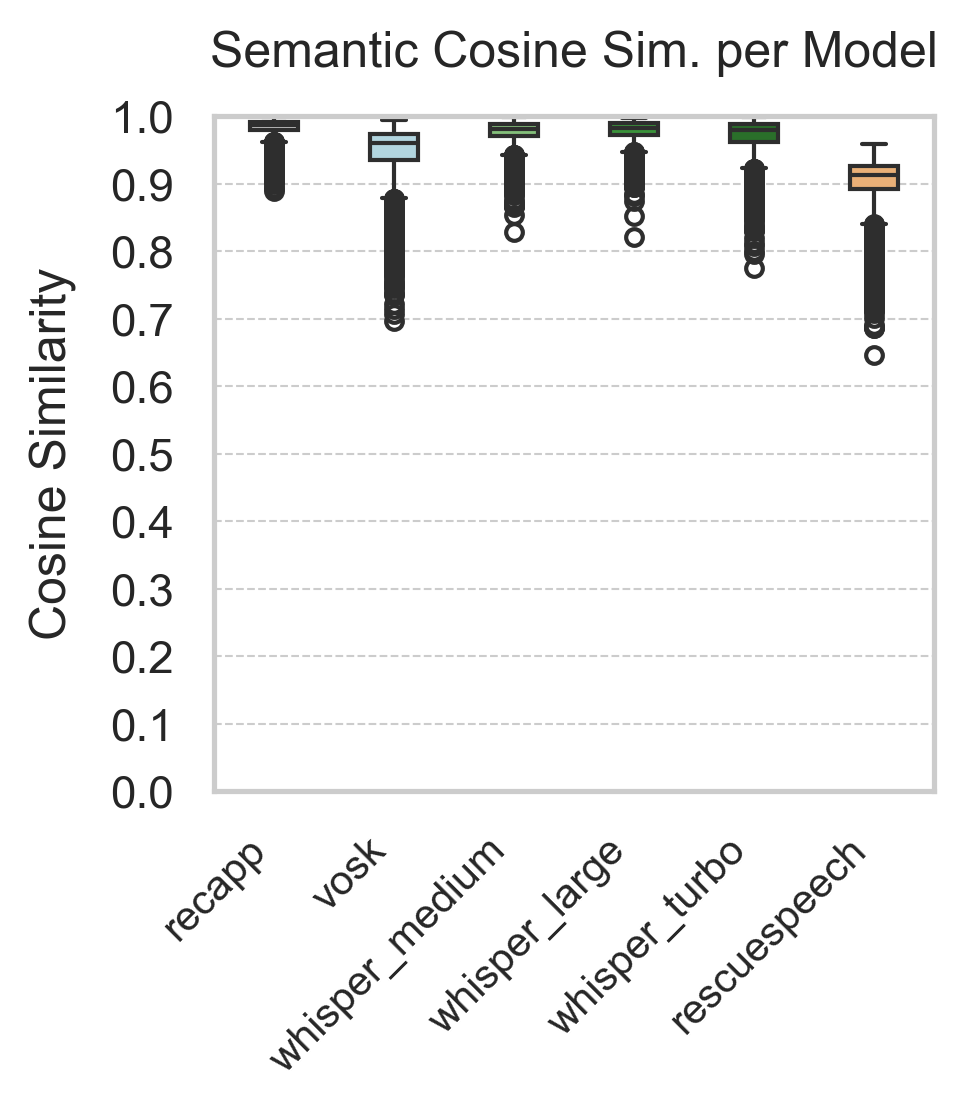 Semantic Cosine Sim. per Model
Cosine Similarity
1.0
0.9
0.8
0.7
0.6
0.5
0.4
0.3
0.2
0.1
0.0
recapp
vosk
whisper_medium
whisper_large
whisper_turbo
rescuespeech